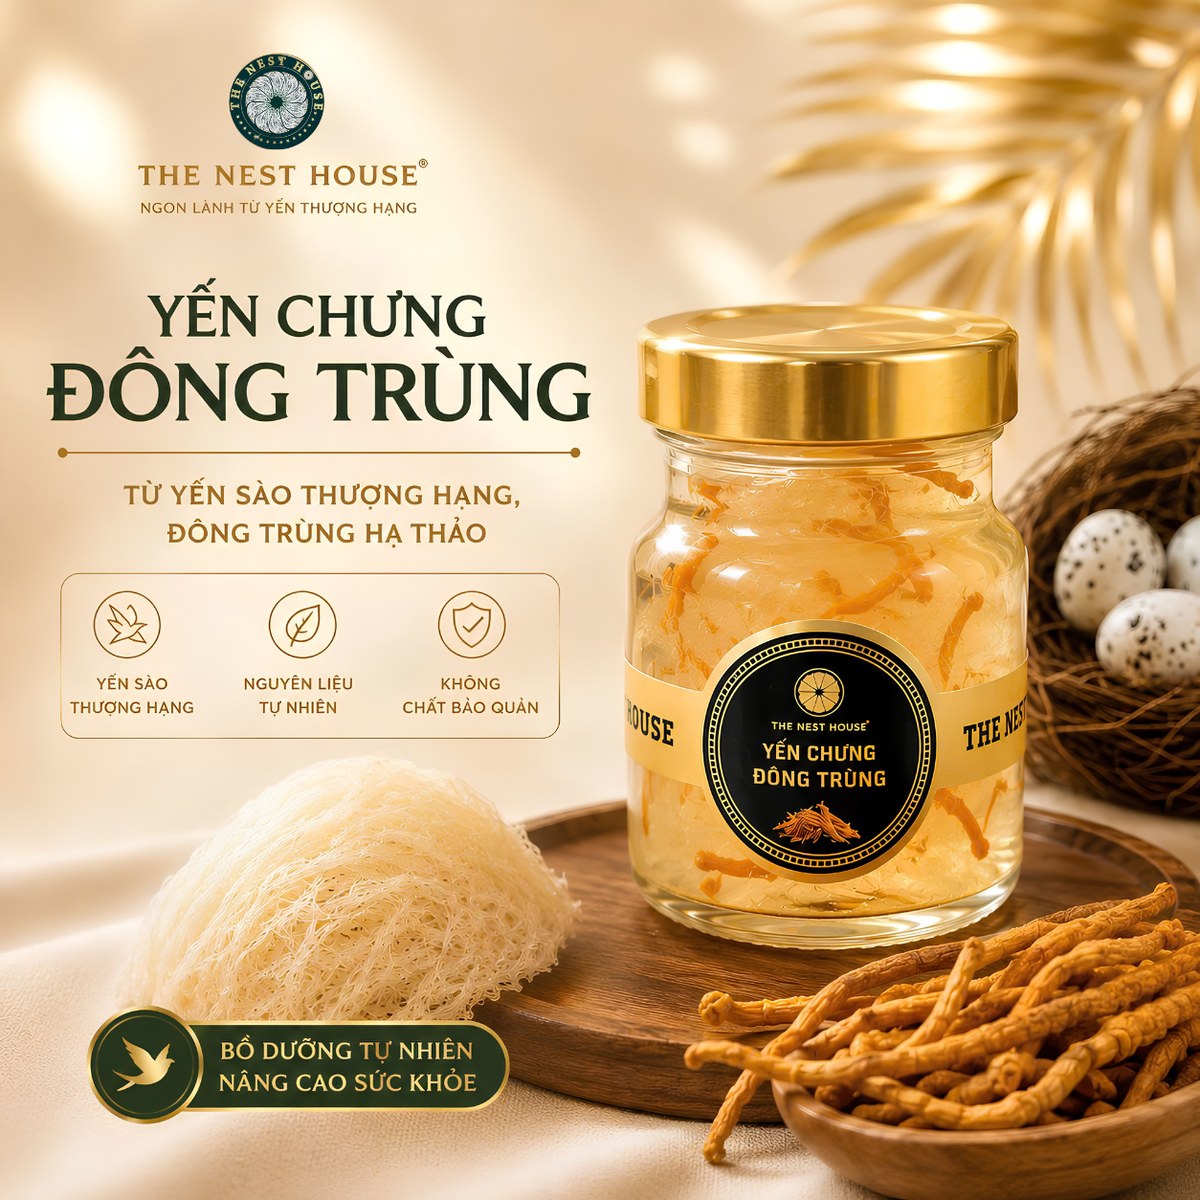 THE NEST HOUSE
THE NEST HOUSE®
NGON LÀNH TỪ YẾN THƯỢNG HẠNG
YẾN CHƯNG
ĐÔNG TRÙNG
TỪ YẾN SÀO THƯỢNG HẠNG,
ĐÔNG TRÙNG HẠ THẢO
YẾN SÀO
THƯỢNG HẠNG
NGUYÊN LIỆU
TỰ NHIÊN
KHÔNG
CHẤT BẢO QUẢN
HOUSE
THE NEST
THE NEST HOUSE®
YẾN CHƯNG
ĐÔNG TRÙNG
BỒ DƯỠNG TỰ NHIÊN
NÂNG CAO SỨC KHỎE